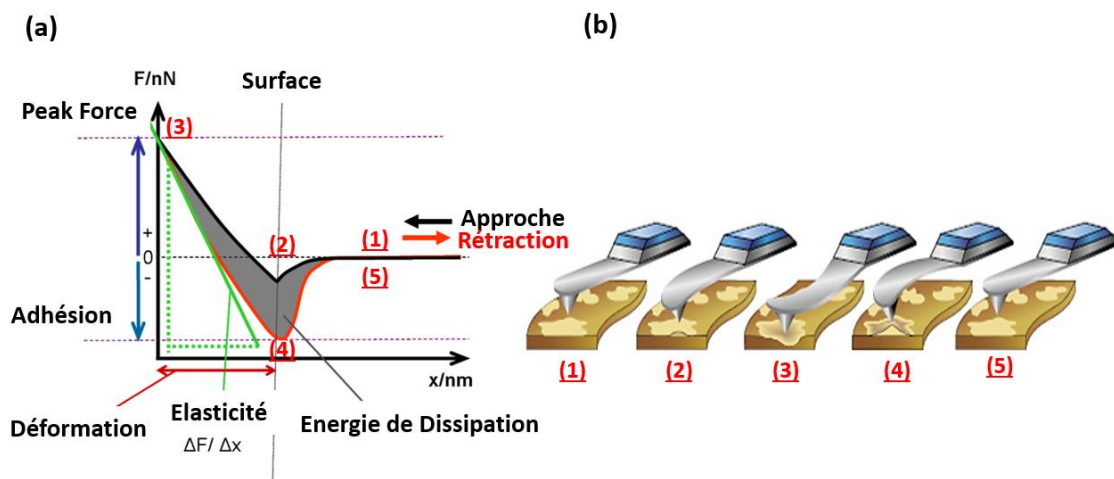 (a)
F/nN
Surface
Peak Force
(3)
+
0
-
(2)
(1)
Approche
Rétraction
(5)
Adhésion
(4)
x/nm
Déformation
Elasticité
ΔF/ Δx
Energie de Dissipation
(b)
(1)
(2)
(3)
(4)
(5)